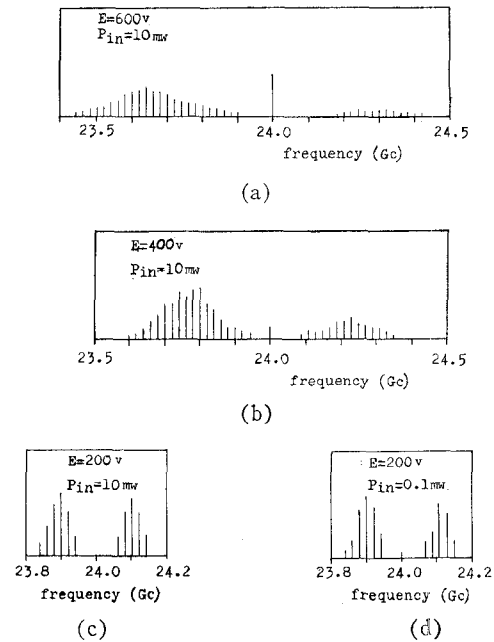 E=600v
Pin=10mw
23.5 24.0 24.5
frequency (Gc)
(a)
E=400v
Pin=10mw
23.5 24.0 24.5
frequency (Gc)
(b)
E=200v
Pin=10mw
23.8 24.0 24.2
frequency (Gc)
(c)
E=200v
Pin=0.1mw
23.8 24.0 24.2
frequency (Gc)
(d)